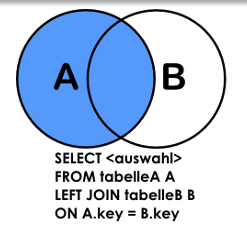 A B
SELECT <auswahl>
FROM tabelleA A
LEFT JOIN tabelleB B
ON A.key = B.key